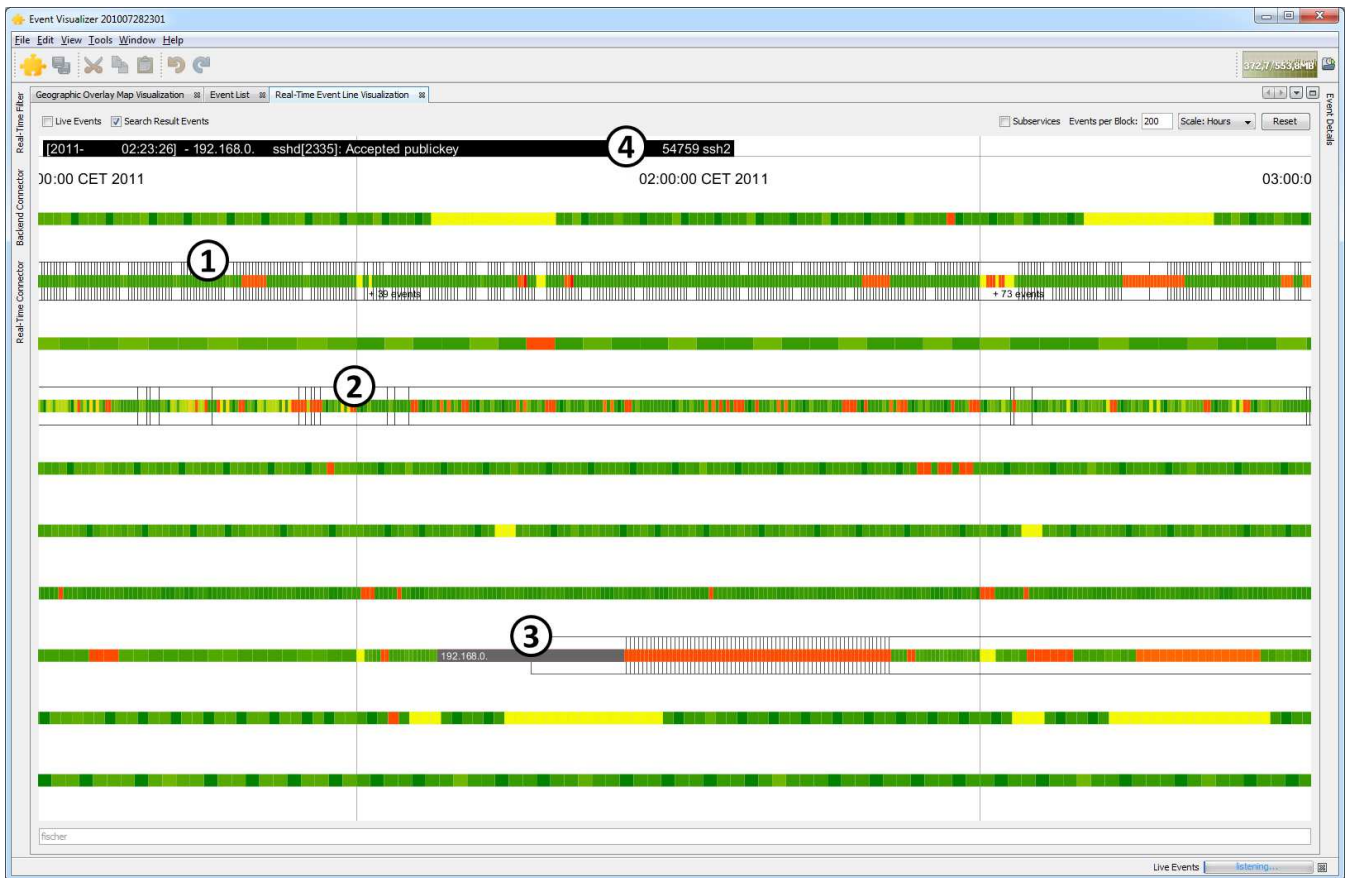 Event Visualizer 201007282301
File Edit View Tools Window Help
372,7/553,8MB
Real-Time Filter
Backend Connector
Real-Time Connector
Geographic Overlay Map Visualization
Event List
Real-Time Event Line Visualization
Event Details
Live Events
Search Result Events
Subservices
Events per Block: 200
Scale: Hours
Reset
[2011- 02:23:26] - 192.168.0. sshd[2335]: Accepted publickey 4 54759 ssh2
00:00 CET 2011
02:00:00 CET 2011
03:00:0
1
+ 39 events
+ 73 events
2
3
192.168.0.
fischer
Live Events
listening...